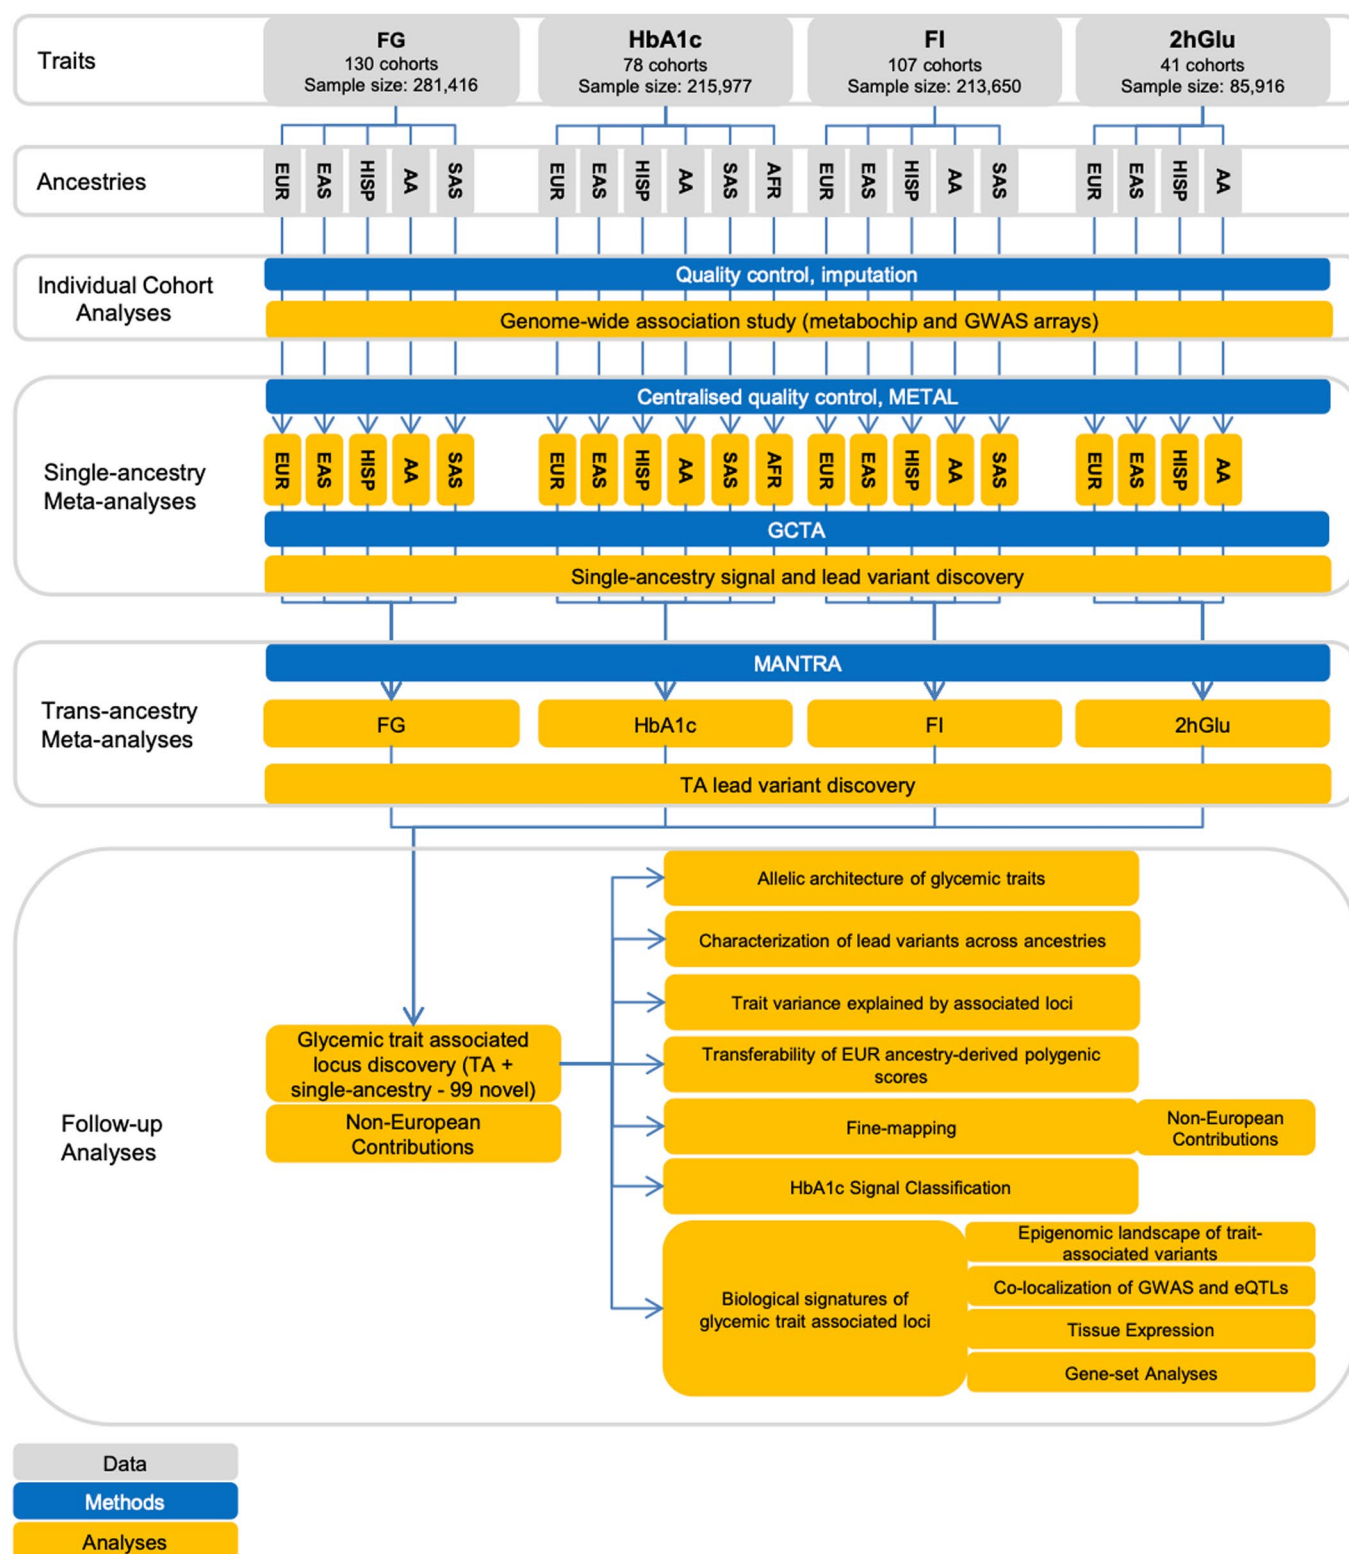 Traits
FG
130 cohorts
Sample size: 281,416
HbA1c
78 cohorts
Sample size: 215,977
FI
107 cohorts
Sample size: 213,650
2hGlu
41 cohorts
Sample size: 85,916
Ancestries
EUR
EAS
HISP
AA
SAS
EUR
EAS
HISP
AA
SAS
AFR
EUR
EAS
HISP
AA
SAS
EUR
EAS
HISP
AA
Individual Cohort
Analyses
Quality control, imputation
Genome-wide association study (metabochip and GWAS arrays)
Single-ancestry
Meta-analyses
Centralised quality control, METAL
EUR
EAS
HISP
AA
SAS
EUR
EAS
HISP
AA
SAS
AFR
EUR
EAS
HISP
AA
SAS
EUR
EAS
HISP
AA
GCTA
Single-ancestry signal and lead variant discovery
Trans-ancestry
Meta-analyses
MANTRA
FG
HbA1c
FI
2hGlu
TA lead variant discovery
Follow-up
Analyses
Glycemic trait associated
locus discovery (TA +
single-ancestry - 99 novel)
Non-European
Contributions
Allelic architecture of glycemic traits
Characterization of lead variants across ancestries
Trait variance explained by associated loci
Transferability of EUR ancestry-derived polygenic
scores
Fine-mapping
Non-European
Contributions
HbA1c Signal Classification
Biological signatures of
glycemic trait associated loci
Epigenomic landscape of trait-
associated variants
Co-localization of GWAS and eQTLs
Tissue Expression
Gene-set Analyses
Data
Methods
Analyses